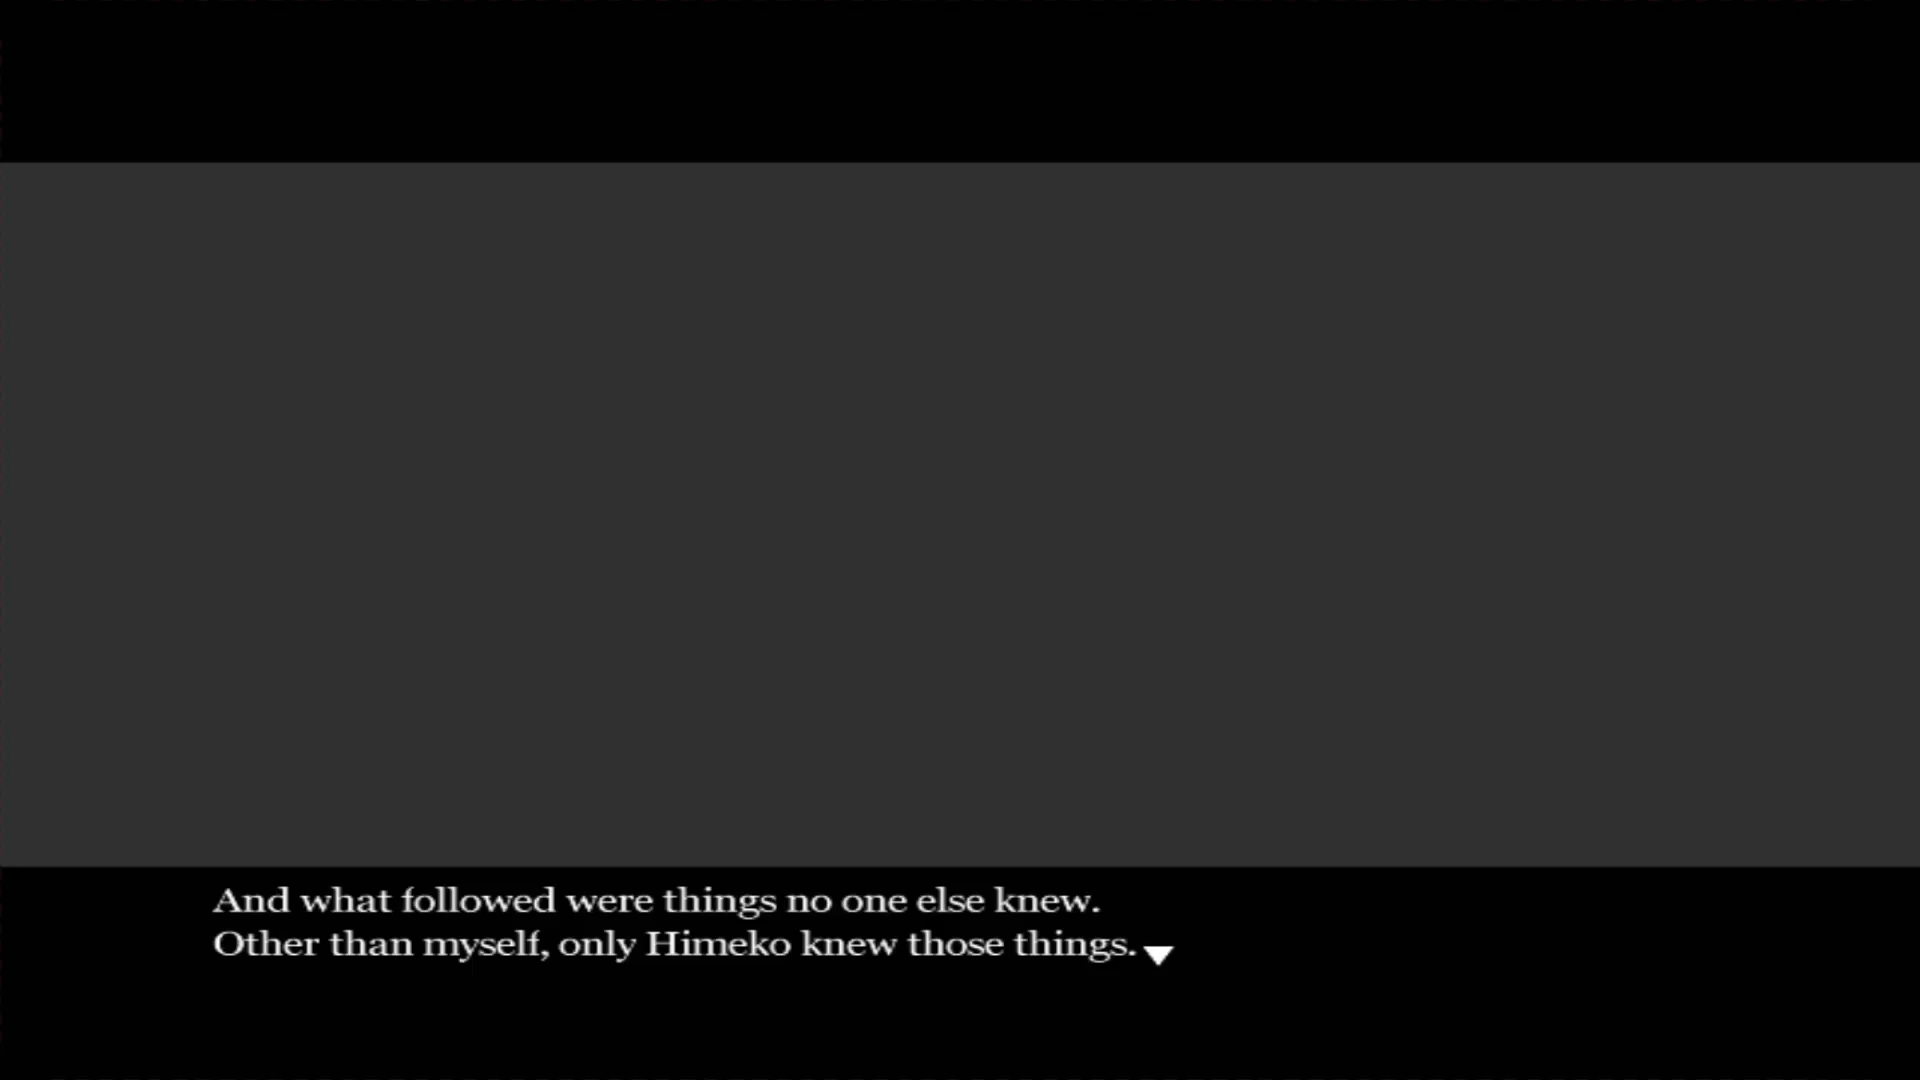 And what followed were things no one else knew.
Other than myself, only Himeko knew those things.